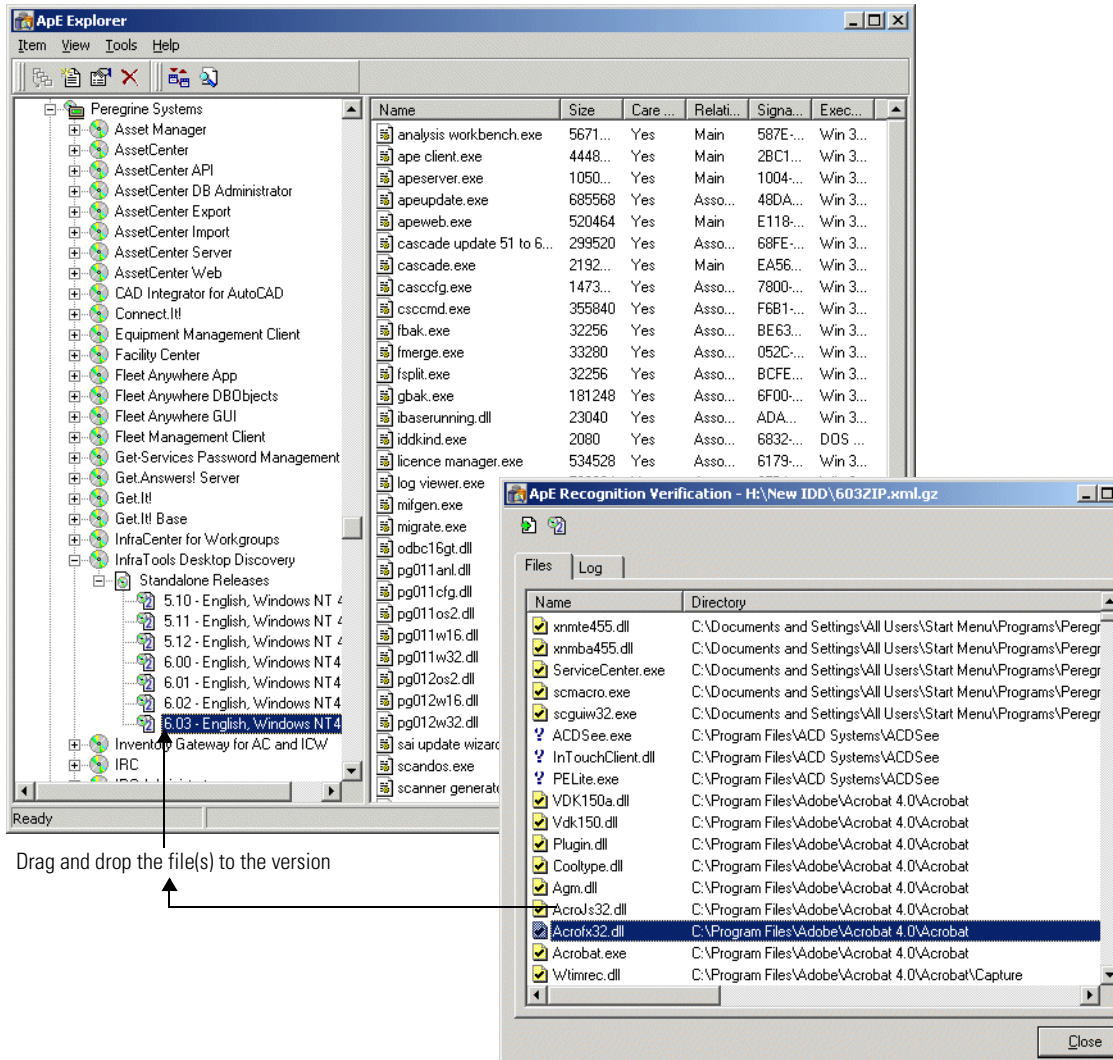 ApE Explorer
Item View Tools Help
Peregrine Systems
Asset Manager
AssetCenter
AssetCenter API
AssetCenter DB Administrator
AssetCenter Export
AssetCenter Import
AssetCenter Server
AssetCenter Web
CAD Integrator for AutoCAD
Connect.It!
Equipment Management Client
Facility Center
Fleet Anywhere App
Fleet Anywhere DBObjects
Fleet Anywhere GUI
Fleet Management Client
Get-Services Password Management
Get.Answers! Server
Get.It!
Get.It! Base
InfraCenter for Workgroups
InfraTools Desktop Discovery
Standalone Releases
5.10 - English, Windows NT 4
5.11 - English, Windows NT 4
5.12 - English, Windows NT 4
6.00 - English, Windows NT4
6.01 - English, Windows NT4
6.02 - English, Windows NT4
6.03 - English, Windows NT4
Inventory Gateway for AC and ICW
IRC
Name Size Care ... Relati... Signa... Exec...
analysis workbench.exe 5671... Yes Main 587E-... Win 3...
ape client.exe 4448... Yes Main 2BC1... Win 3...
apeserver.exe 1050... Yes Main 1004-... Win 3...
apeupdate.exe 685568 Yes Asso... 48DA... Win 3...
apeweb.exe 520464 Yes Main E118-... Win 3...
cascade update 51 to 6... 299520 Yes Asso... 68FE-... Win 3...
cascade.exe 2192... Yes Main EA56... Win 3...
casccfg.exe 1473... Yes Asso... 7800-... Win 3...
csccmd.exe 355840 Yes Asso... F6B1-... Win 3...
fbak.exe 32256 Yes Asso... BE63... Win 3...
fmerge.exe 33280 Yes Asso... 052C-... Win 3...
fsplit.exe 32256 Yes Asso... BCFE... Win 3...
gbak.exe 181248 Yes Asso... 6F00-... Win 3...
ibaserunning.dll 23040 Yes Asso... ADA... Win 3...
iddkind.exe 2080 Yes Asso... 6832-... DOS ...
licence manager.exe 534528 Yes Asso... 6179-... Win 3...
log viewer.exe
mifgen.exe
migrate.exe
odbc16gt.dll
pg011anl.dll
pg011cfg.dll
pg011os2.dll
pg011w16.dll
pg011w32.dll
pg012os2.dll
pg012w16.dll
pg012w32.dll
sai update wizard
scandos.exe
scanner generato
Ready
ApE Recognition Verification - H:\New IDD\603ZIP.xml.gz
Files Log
Name Directory
xnmte455.dll C:\Documents and Settings\All Users\Start Menu\Programs\Peregr
xnmba455.dll C:\Documents and Settings\All Users\Start Menu\Programs\Peregr
ServiceCenter.exe C:\Documents and Settings\All Users\Start Menu\Programs\Peregr
scmacro.exe C:\Documents and Settings\All Users\Start Menu\Programs\Peregr
scguiw32.exe C:\Documents and Settings\All Users\Start Menu\Programs\Peregr
ACDSee.exe C:\Program Files\ACD Systems\ACDSee
InTouchClient.dll C:\Program Files\ACD Systems\ACDSee
PELite.exe C:\Program Files\ACD Systems\ACDSee
VDK150a.dll C:\Program Files\Adobe\Acrobat 4.0\Acrobat
Vdk150.dll C:\Program Files\Adobe\Acrobat 4.0\Acrobat
Plugin.dll C:\Program Files\Adobe\Acrobat 4.0\Acrobat
Cooltype.dll C:\Program Files\Adobe\Acrobat 4.0\Acrobat
Agm.dll C:\Program Files\Adobe\Acrobat 4.0\Acrobat
AcroJs32.dll C:\Program Files\Adobe\Acrobat 4.0\Acrobat
Acrofx32.dll C:\Program Files\Adobe\Acrobat 4.0\Acrobat
Acrobat.exe C:\Program Files\Adobe\Acrobat 4.0\Acrobat
Wtimrec.dll C:\Program Files\Adobe\Acrobat 4.0\Acrobat\Capture
Close
Drag and drop the file(s) to the version